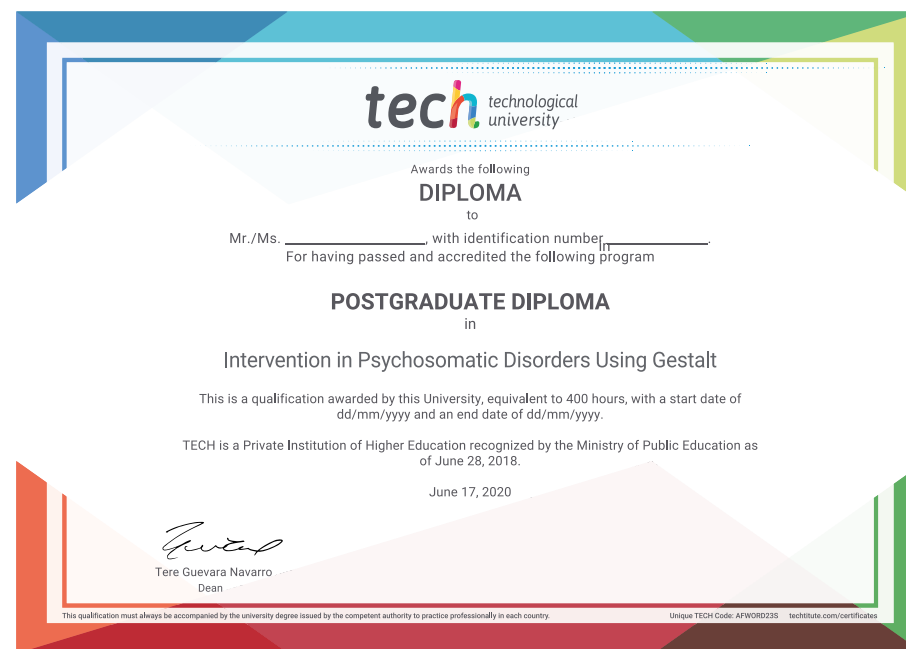 tech technological
university
Awards the following
DIPLOMA
to
Mr./Ms. ____________, with identification number ____________.
in
For having passed and accredited the following program
POSTGRADUATE DIPLOMA
in
Intervention in Psychosomatic Disorders Using Gestalt
This is a qualification awarded by this University, equivalent to 400 hours, with a start date of
dd/mm/yyyy and an end date of dd/mm/yyyy.
TECH is a Private Institution of Higher Education recognized by the Ministry of Public Education as
of June 28, 2018.
June 17, 2020
Tere Guevara Navarro
Dean
This qualification must always be accompanied by the university degree issued by the competent authority to practice professionally in each country.
Unique TECH Code: AFWORD23S techtitute.com/certificates